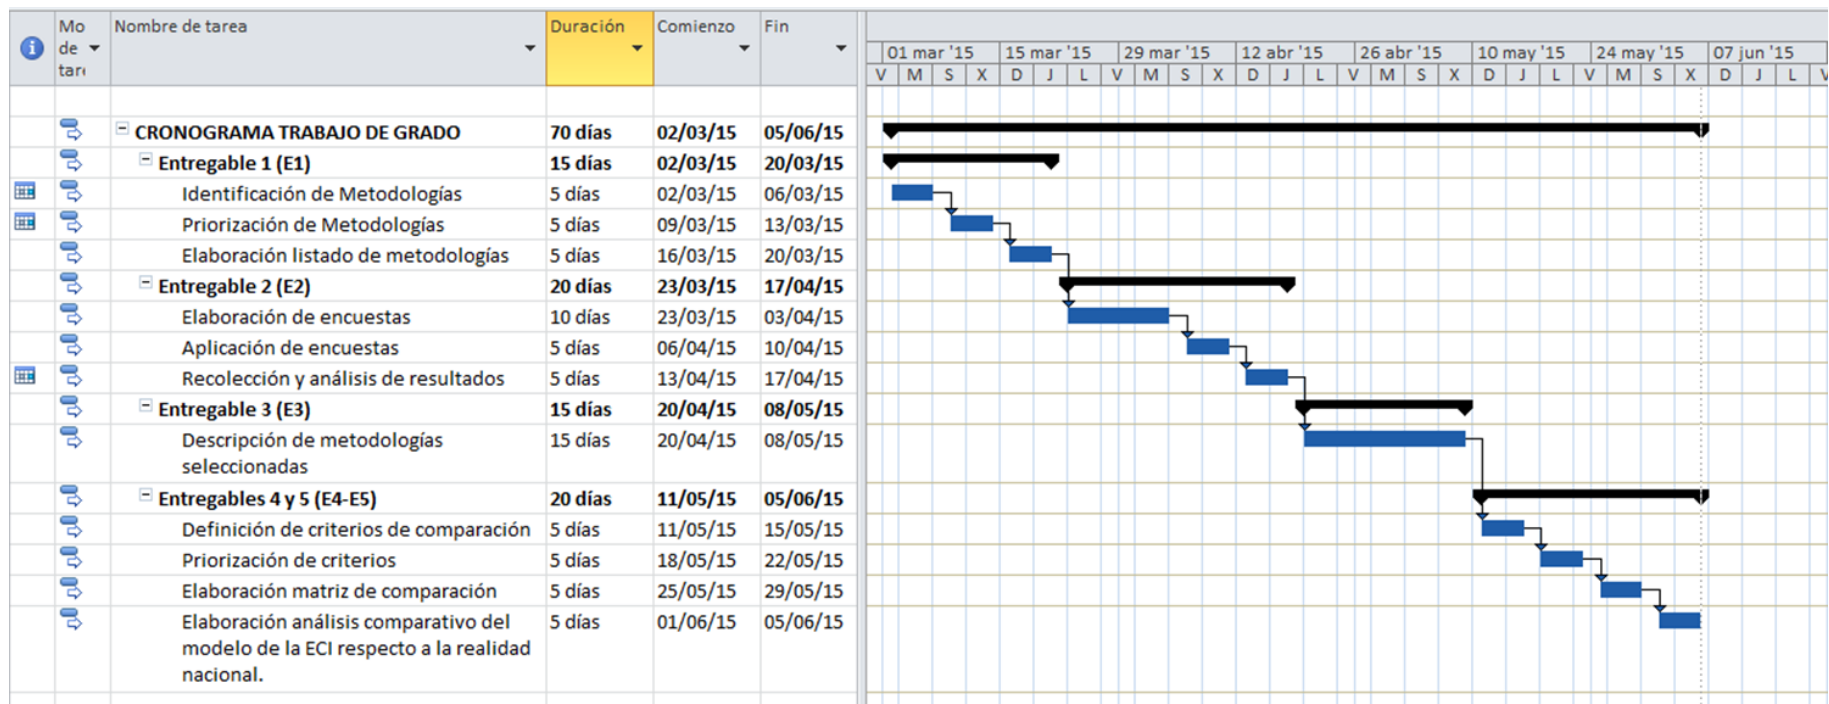 Mo de tare Nombre de tarea Duración Comienzo Fin
01 mar '15 15 mar '15 29 mar '15 12 abr '15 26 abr '15 10 may '15 24 may '15 07 jun '15
V M S X D J L V M S X D J L V M S X D J L V M S X D J L V
CRONOGRAMA TRABAJO DE GRADO 70 días 02/03/15 05/06/15
Entregable 1 (E1) 15 días 02/03/15 20/03/15
Identificación de Metodologías 5 días 02/03/15 06/03/15
Priorización de Metodologías 5 días 09/03/15 13/03/15
Elaboración listado de metodologías 5 días 16/03/15 20/03/15
Entregable 2 (E2) 20 días 23/03/15 17/04/15
Elaboración de encuestas 10 días 23/03/15 03/04/15
Aplicación de encuestas 5 días 06/04/15 10/04/15
Recolección y análisis de resultados 5 días 13/04/15 17/04/15
Entregable 3 (E3) 15 días 20/04/15 08/05/15
Descripción de metodologías 15 días 20/04/15 08/05/15
seleccionadas
Entregables 4 y 5 (E4-E5) 20 días 11/05/15 05/06/15
Definición de criterios de comparación 5 días 11/05/15 15/05/15
Priorización de criterios 5 días 18/05/15 22/05/15
Elaboración matriz de comparación 5 días 25/05/15 29/05/15
Elaboración análisis comparativo del 5 días 01/06/15 05/06/15
modelo de la ECI respecto a la realidad
nacional.